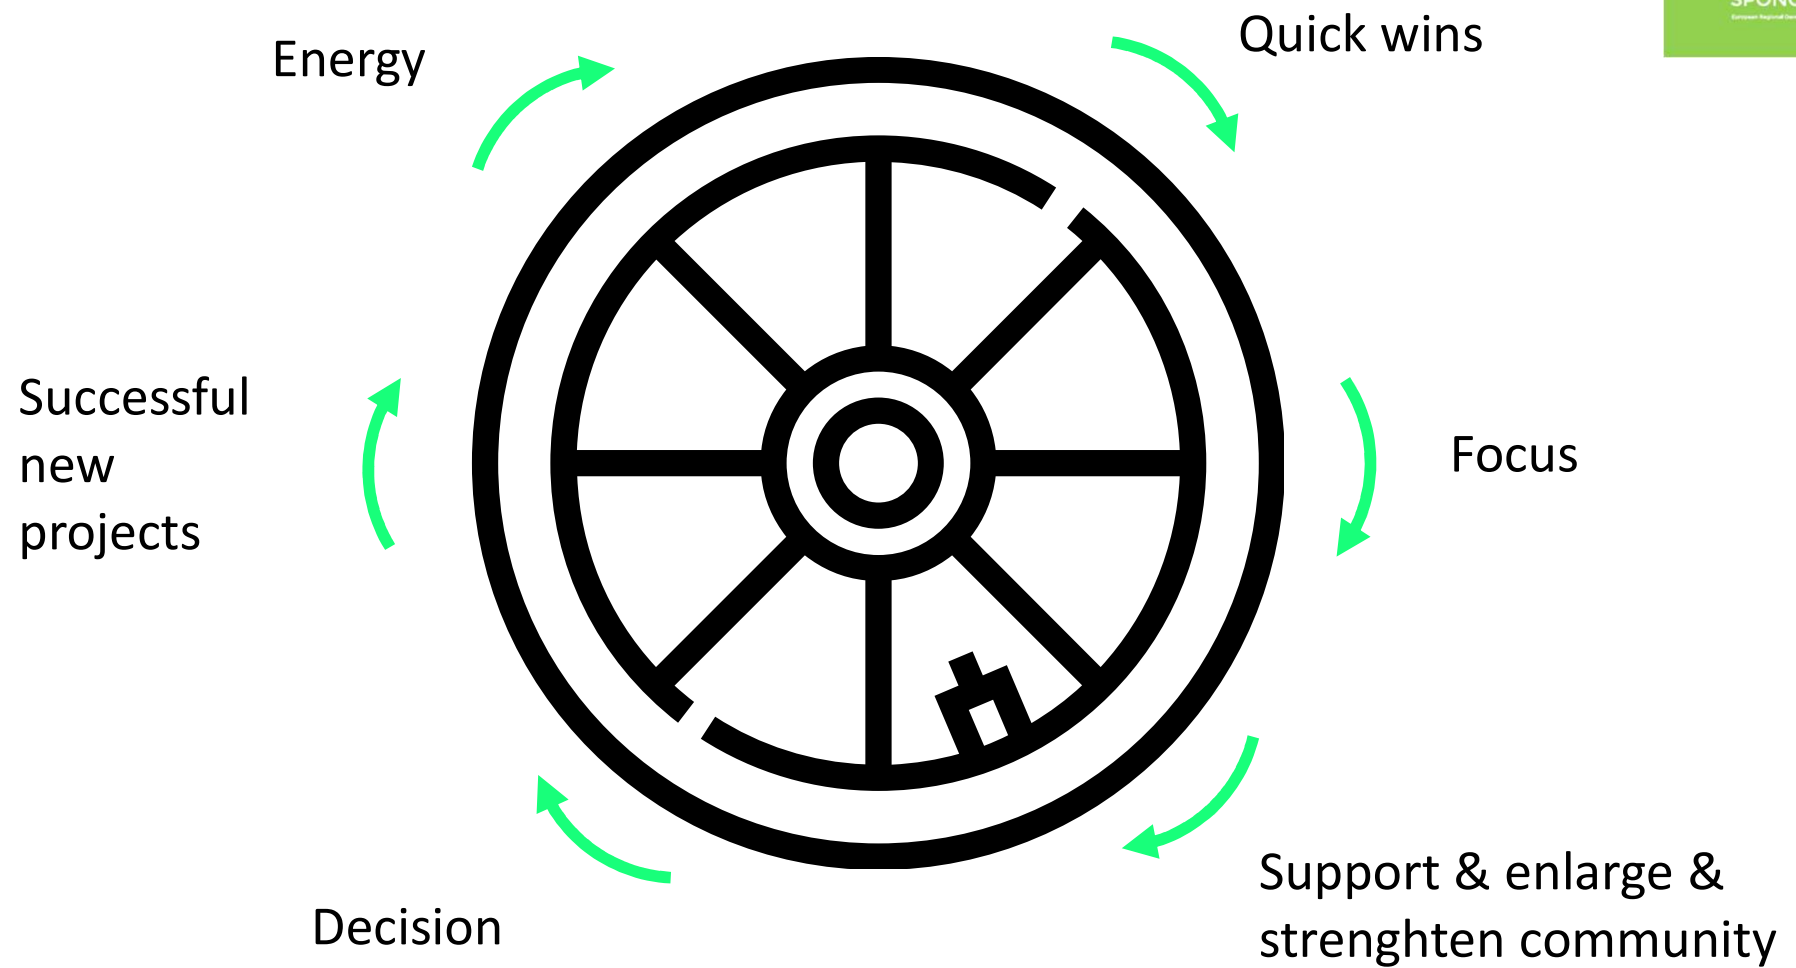 Energy
Quick wins
Successful
new
projects
Focus
Support & enlarge &
strenghten community
Decision